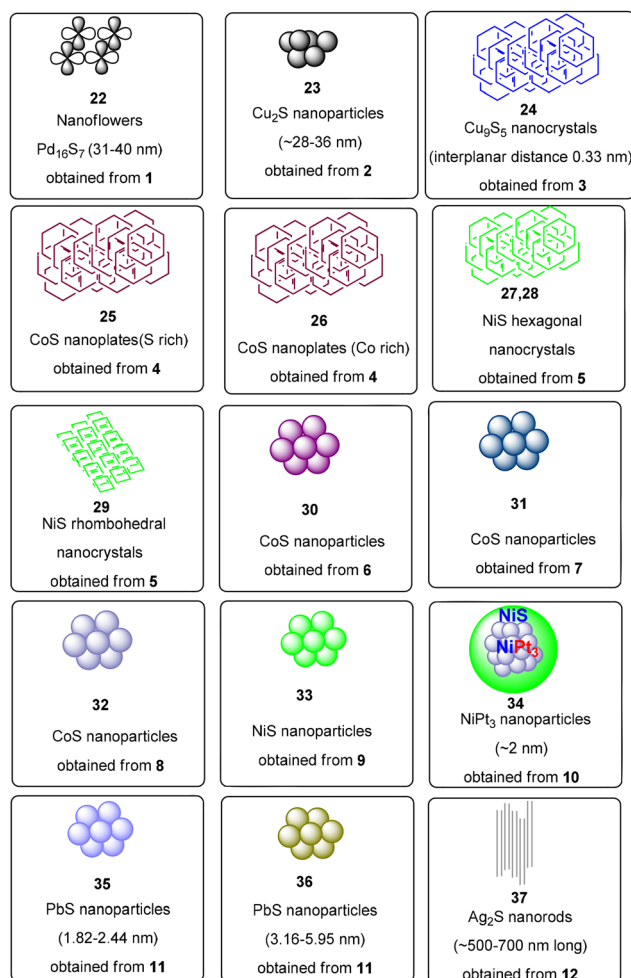 22
Nanoflowers
Pd16S7 (31-40 nm)
obtained from 1
23
Cu2S nanoparticles
(~28-36 nm)
obtained from 2
24
Cu9S5 nanocrystals
(interplanar distance 0.33 nm)
obtained from 3
25
CoS nanoplates(S rich)
obtained from 4
26
CoS nanoplates (Co rich)
obtained from 4
27,28
NiS hexagonal
nanocrystals
obtained from 5
29
NiS rhombohedral
nanocrystals
obtained from 5
30
CoS nanoparticles
obtained from 6
31
CoS nanoparticles
obtained from 7
32
CoS nanoparticles
obtained from 8
33
NiS nanoparticles
obtained from 9
NiS
NiPt3
34
NiPt3 nanoparticles
(~2 nm)
obtained from 10
35
PbS nanoparticles
(1.82-2.44 nm)
obtained from 11
36
PbS nanoparticles
(3.16-5.95 nm)
obtained from 11
37
Ag2S nanorods
(~500-700 nm long)
obtained from 12